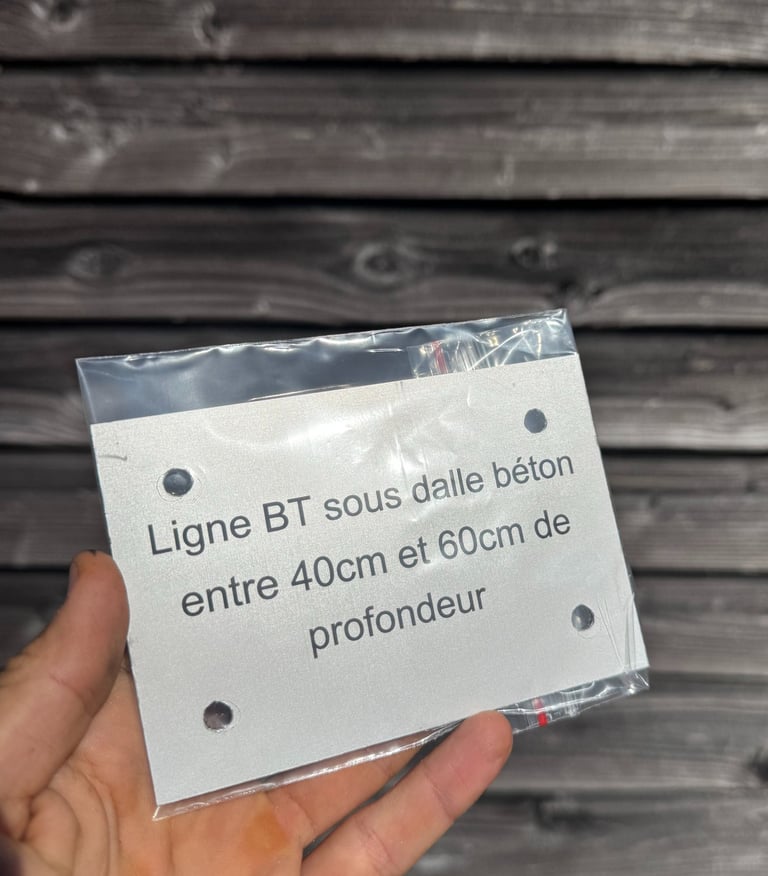 Ligne BT sous dalle béton
entre 40cm et 60cm de
profondeur